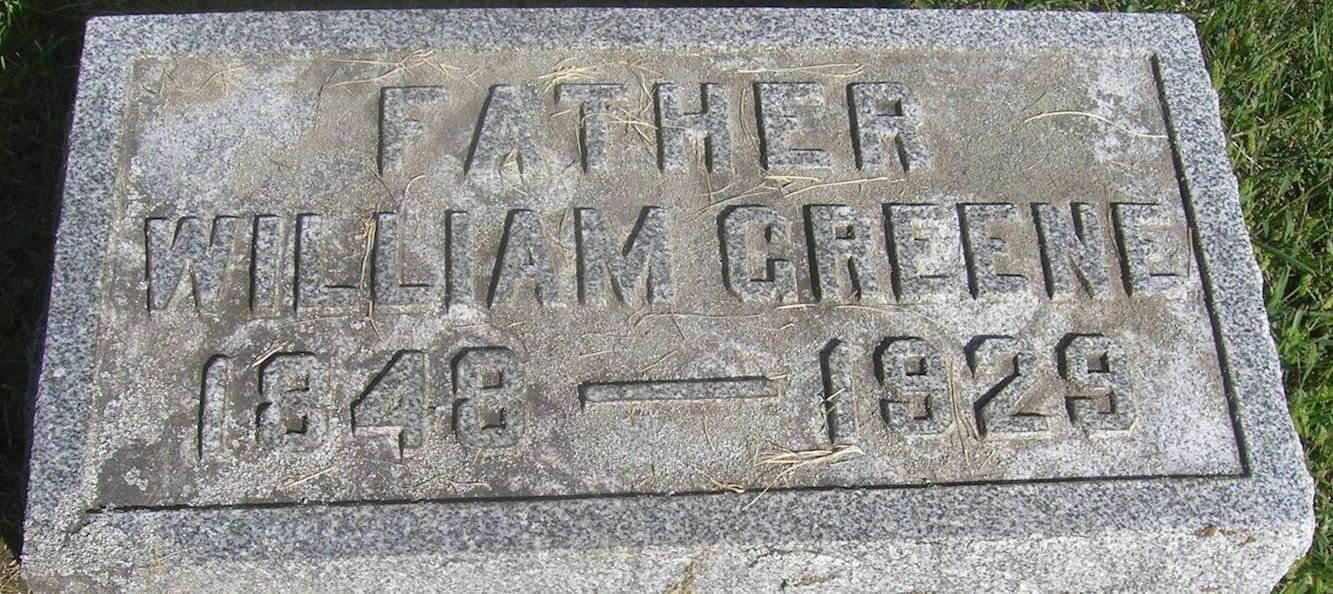 FATHER
WILLIAM GREENE
1848 — 1929